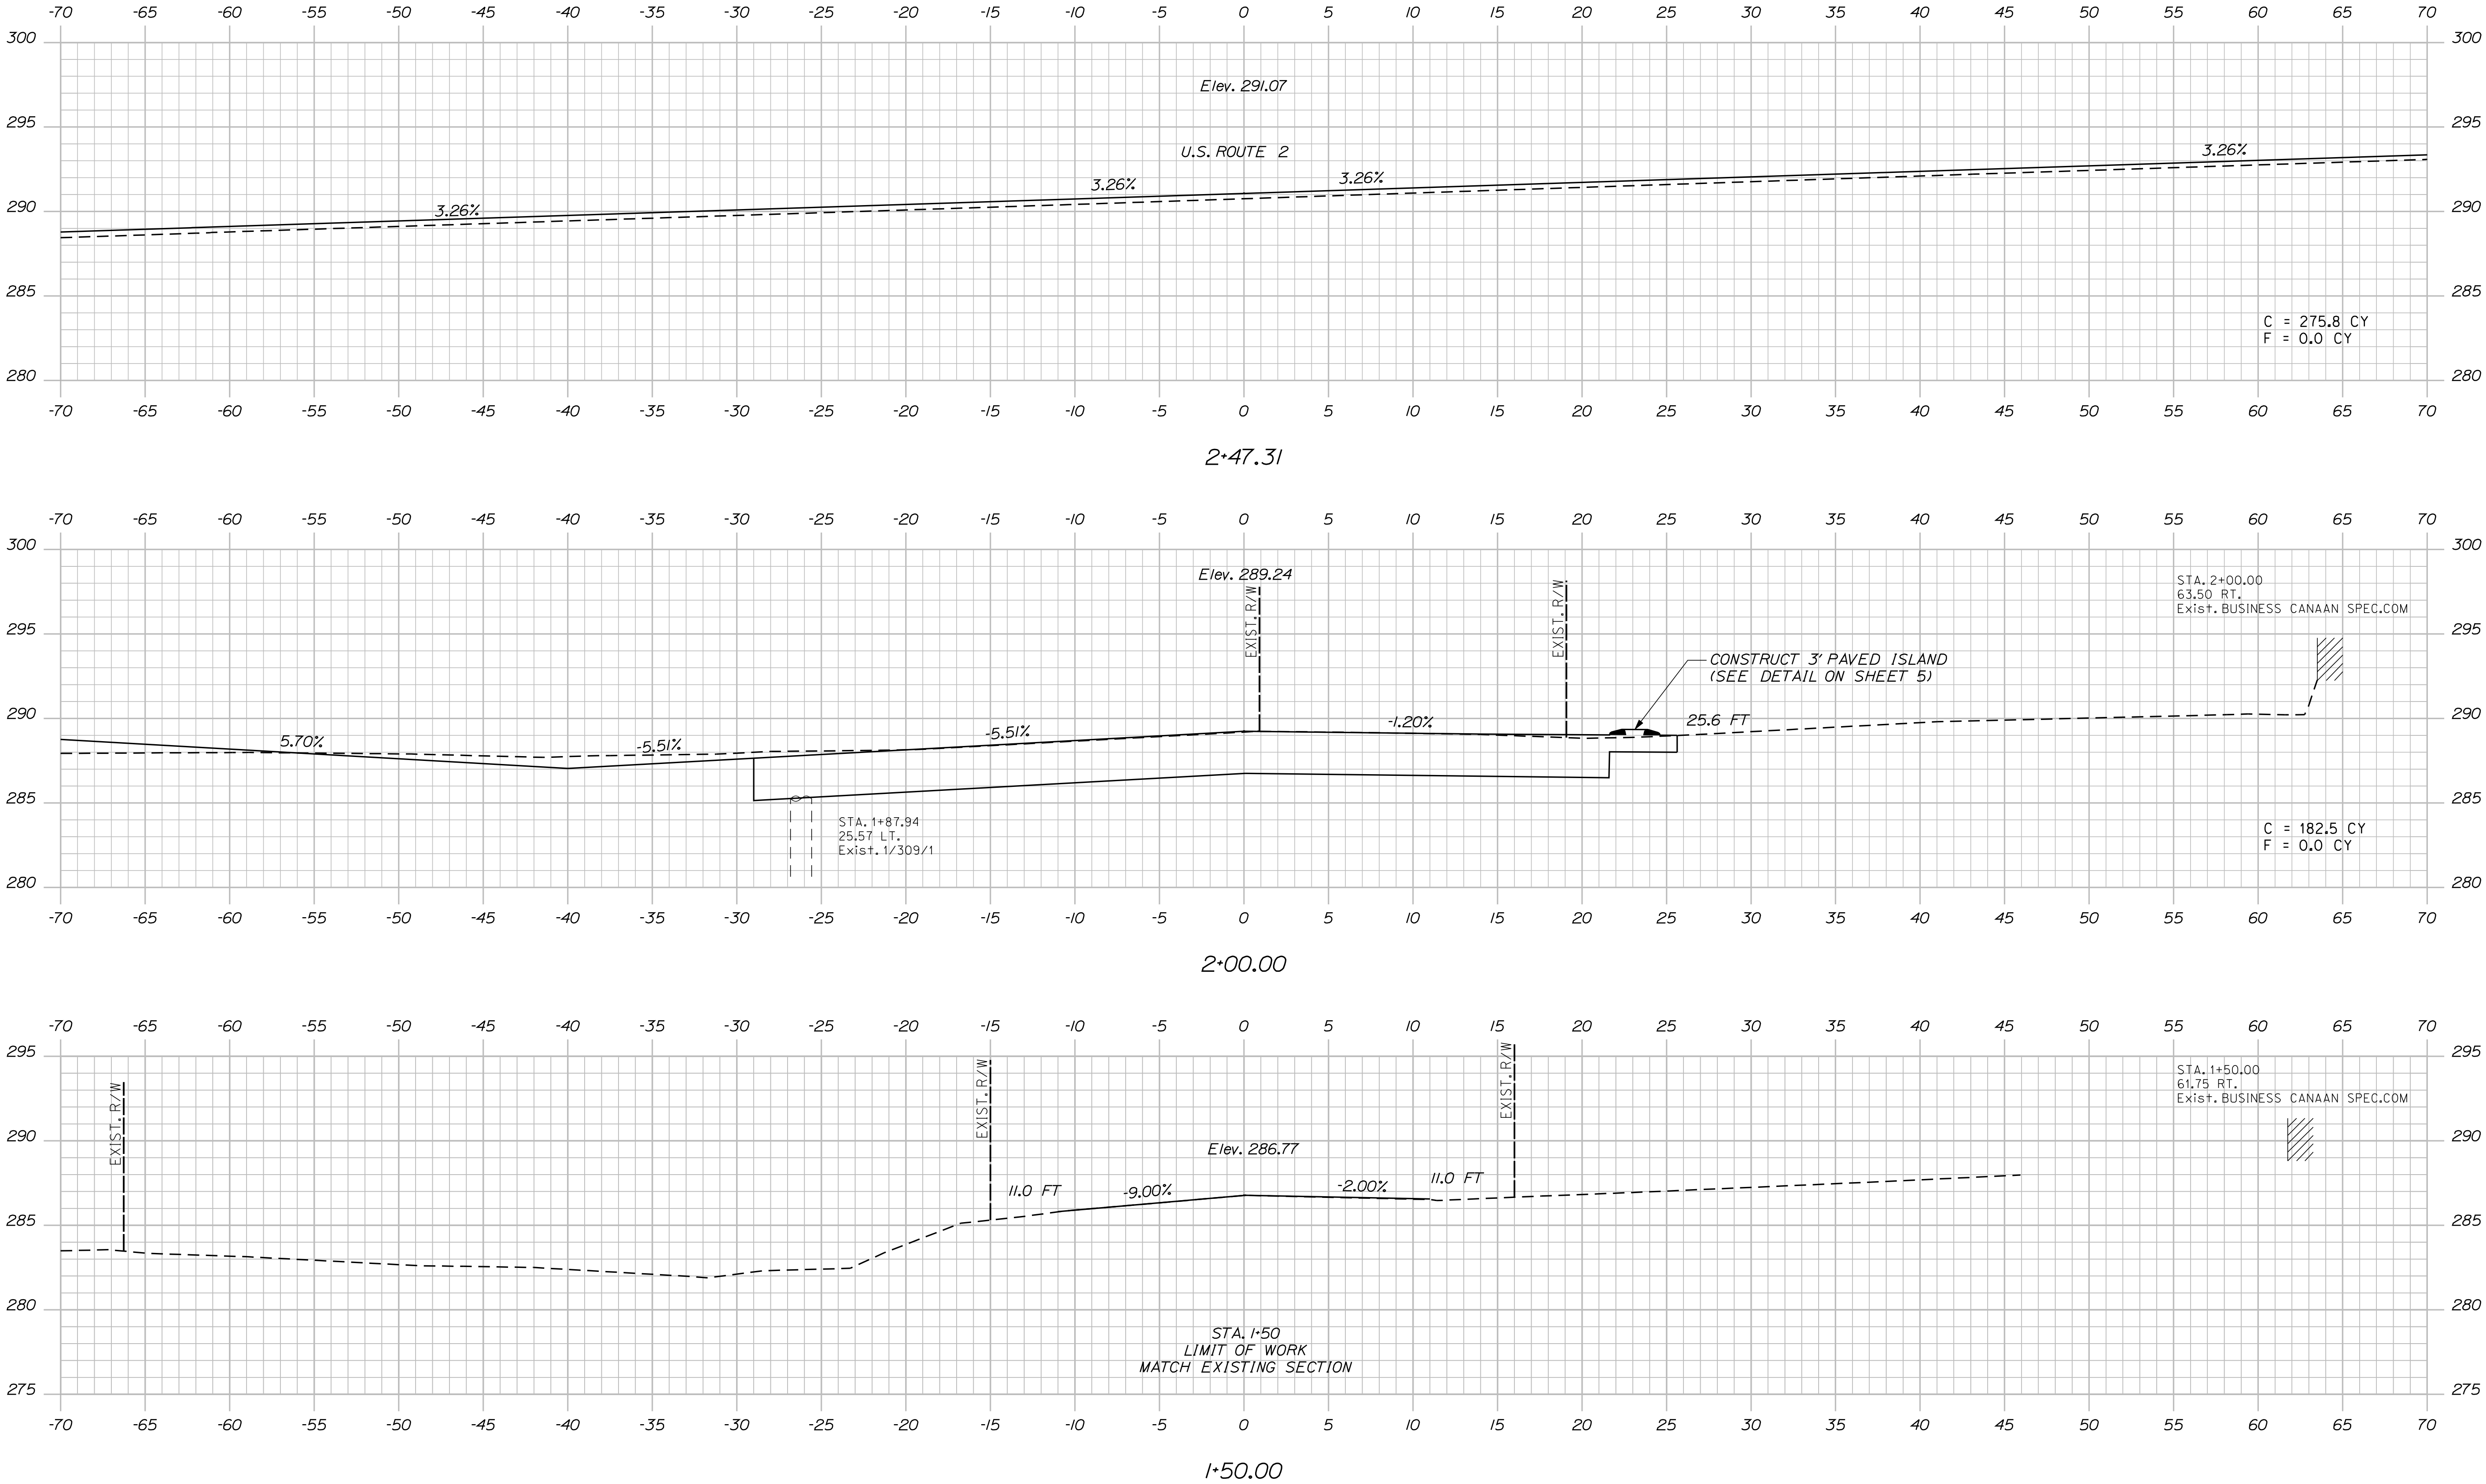 -70 -65 -60 -55 -50 -45 -40 -35 -30 -25 -20 -15 -10 -5 0 5 10 15 20 25 30 35 40 45 50 55 60 65 70
300 300
Elev. 291.07
295 295
U.S. ROUTE 2
3.26% 3.26% 3.26% 3.26%
290 290
285 285
C = 275.8 CY
F = 0.0 CY
280 280
-70 -65 -60 -55 -50 -45 -40 -35 -30 -25 -20 -15 -10 -5 0 5 10 15 20 25 30 35 40 45 50 55 60 65 70
2+47.31
-70 -65 -60 -55 -50 -45 -40 -35 -30 -25 -20 -15 -10 -5 0 5 10 15 20 25 30 35 40 45 50 55 60 65 70
300 300
Elev. 289.24
EXIST. R/W
EXIST. R/W
STA. 2+00.00
63.50 RT.
Exist. BUSINESS CANAAN SPEC.COM
295 295
CONSTRUCT 3' PAVED ISLAND
(SEE DETAIL ON SHEET 5)
290 290
5.70% -5.51% -5.51% -1.20% 25.6 FT
285 285
STA. 1+87.94
25.57 LT.
Exist. 1/309/1
C = 182.5 CY
F = 0.0 CY
280 280
-70 -65 -60 -55 -50 -45 -40 -35 -30 -25 -20 -15 -10 -5 0 5 10 15 20 25 30 35 40 45 50 55 60 65 70
2+00.00
-70 -65 -60 -55 -50 -45 -40 -35 -30 -25 -20 -15 -10 -5 0 5 10 15 20 25 30 35 40 45 50 55 60 65 70
295 295
EXIST. R/W
EXIST. R/W
EXIST. R/W
STA. 1+50.00
61.75 RT.
Exist. BUSINESS CANAAN SPEC.COM
290 290
Elev. 286.77
11.0 FT -9.00% -2.00% 11.0 FT
285 285
280 280
STA. 1+50
LIMIT OF WORK
MATCH EXISTING SECTION
275 275
-70 -65 -60 -55 -50 -45 -40 -35 -30 -25 -20 -15 -10 -5 0 5 10 15 20 25 30 35 40 45 50 55 60 65 70
1+50.00